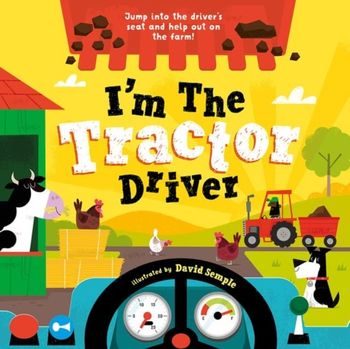 Jump into the driver's
seat and help out on
the farm!
I'm The
Tractor
Driver
illustrated by David Semple